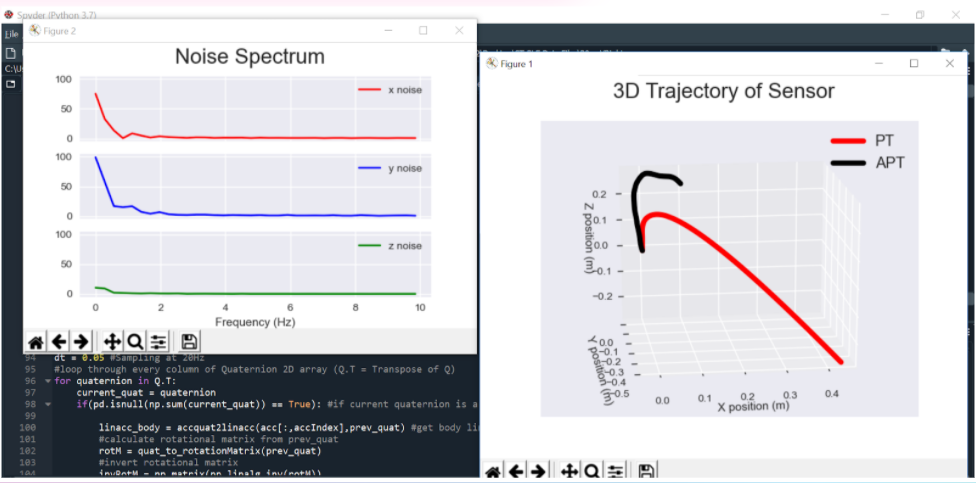 Spyder (Python 3.7)
File
C:\Us
Figure 2
Noise Spectrum
100
50
0
x noise
100
50
0
y noise
100
50
0
z noise
0 2 4 6 8 10
Frequency (Hz)
Figure 1
3D Trajectory of Sensor
PT
APT
0.2
0.1
0.0
−0.1
−0.2
Z position (m)
0.0
−0.1
−0.2
−0.3
−0.4
−0.5
Y position (m)
0.0 0.1 0.2 0.3 0.4
X position (m)
94 dt = 0.05 #Sampling at 20Hz
95 #loop through every column of Quaternion 2D array (Q.T = Transpose of Q)
96 for quaternion in Q.T:
97 current_quat = quaternion
98 if(pd.isnull(np.sum(current_quat)) == True): #if current quaternion is a
99
100 linacc_body = accquat2linacc(acc[:,accIndex],prev_quat) #get body li
101 #calculate rotational matrix from prev_quat
102 rotM = quat_to_rotationMatrix(prev_quat)
103 #invert rotational matrix
104 invRotM = np.matrix(np.linalg.inv(rotM))